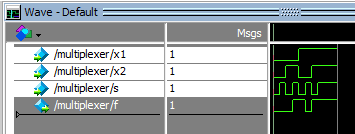 Wave - Default
Msgs
/multiplexer/x1 1
/multiplexer/x2 1
/multiplexer/s 1
/multiplexer/f 1